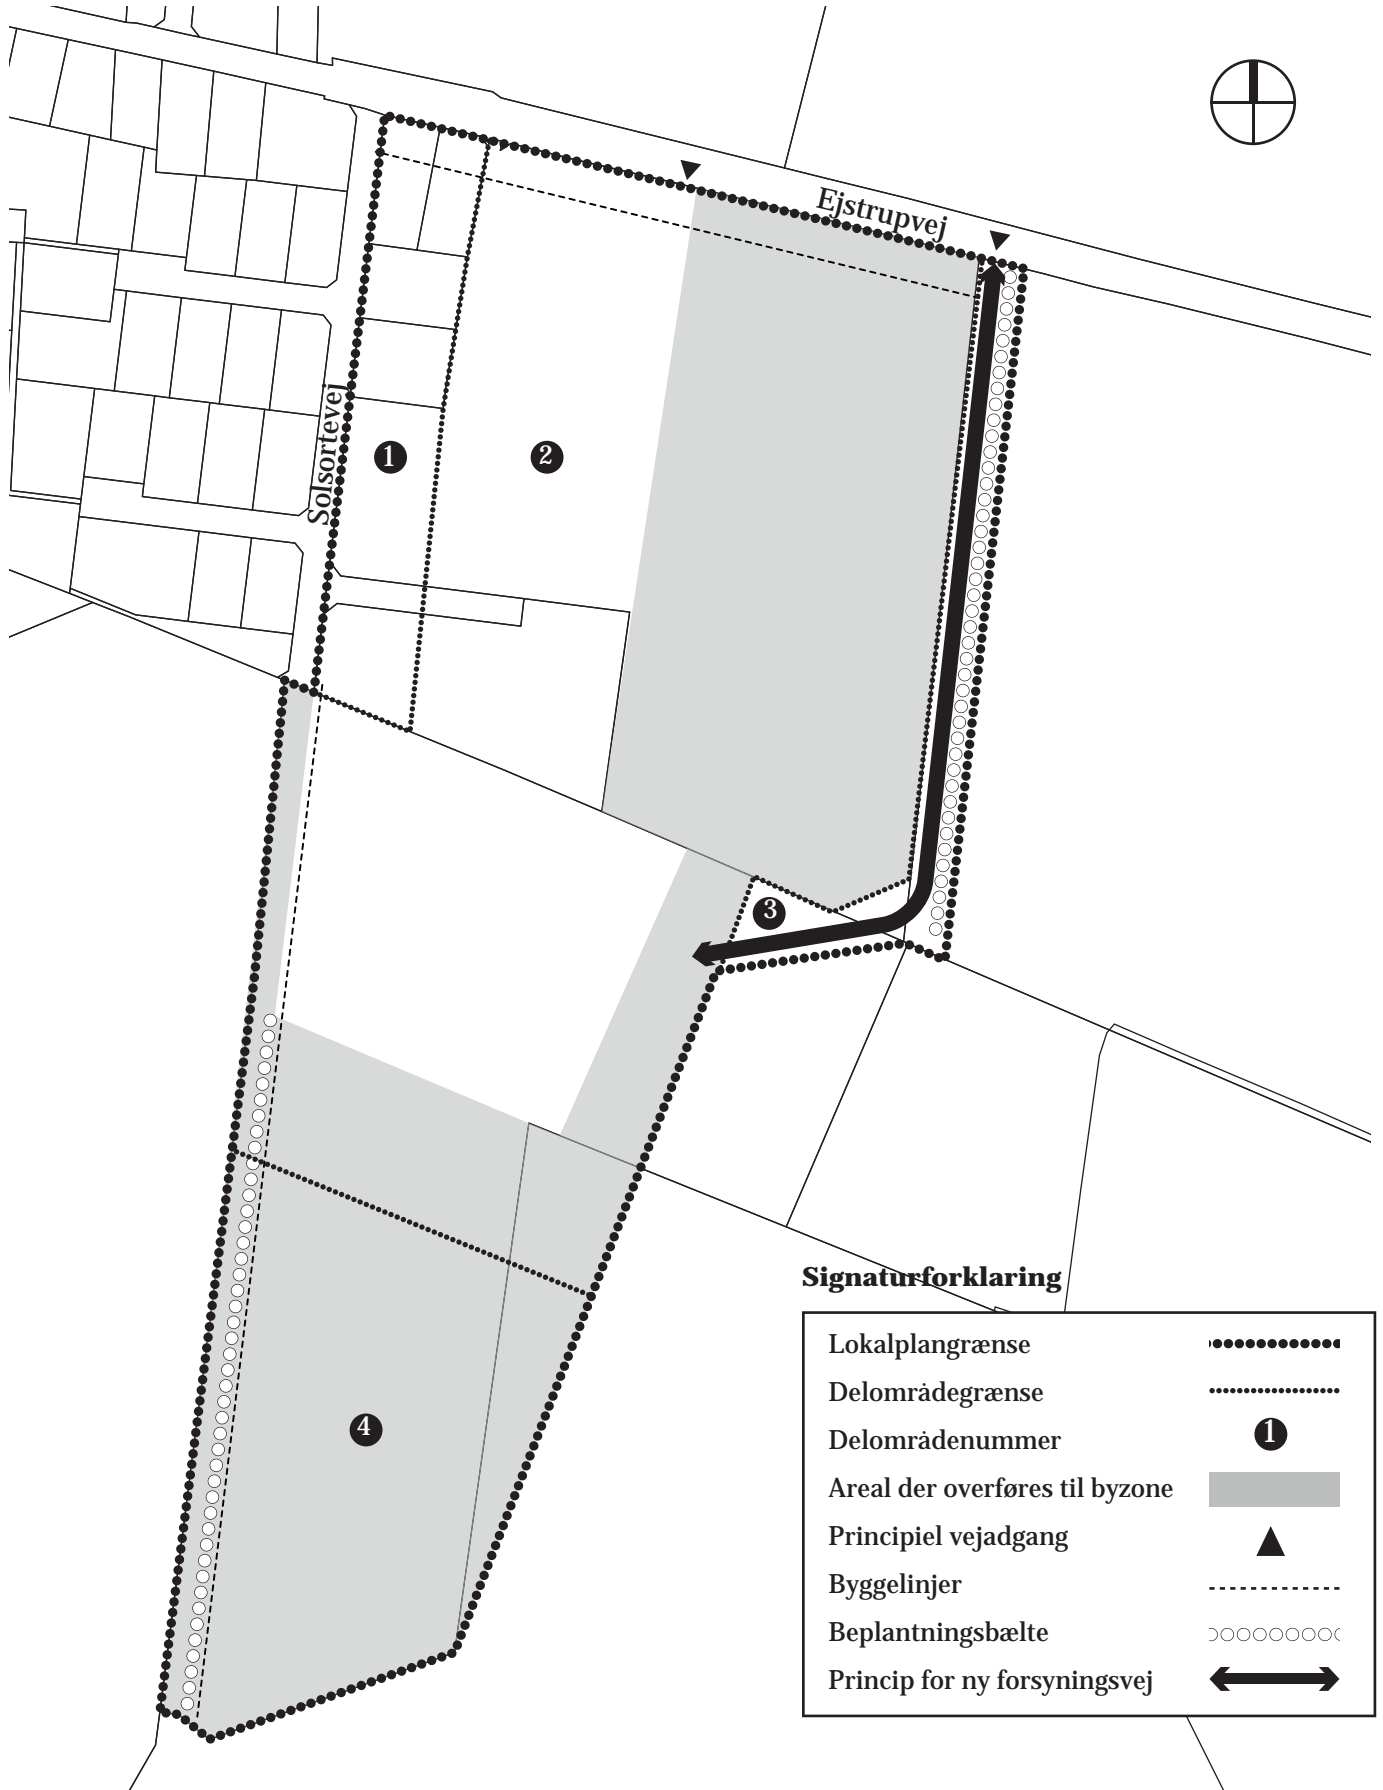 Ejstrupvej
Solsortevej
1
2
3
4
Signaturforklaring
Lokalplangrænse
Delområdegrænse
Delområdenummer 1
Areal der overføres til byzone
Principiel vejadgang
Byggelinjer
Beplantningsbælte
Princip for ny forsyningsvej